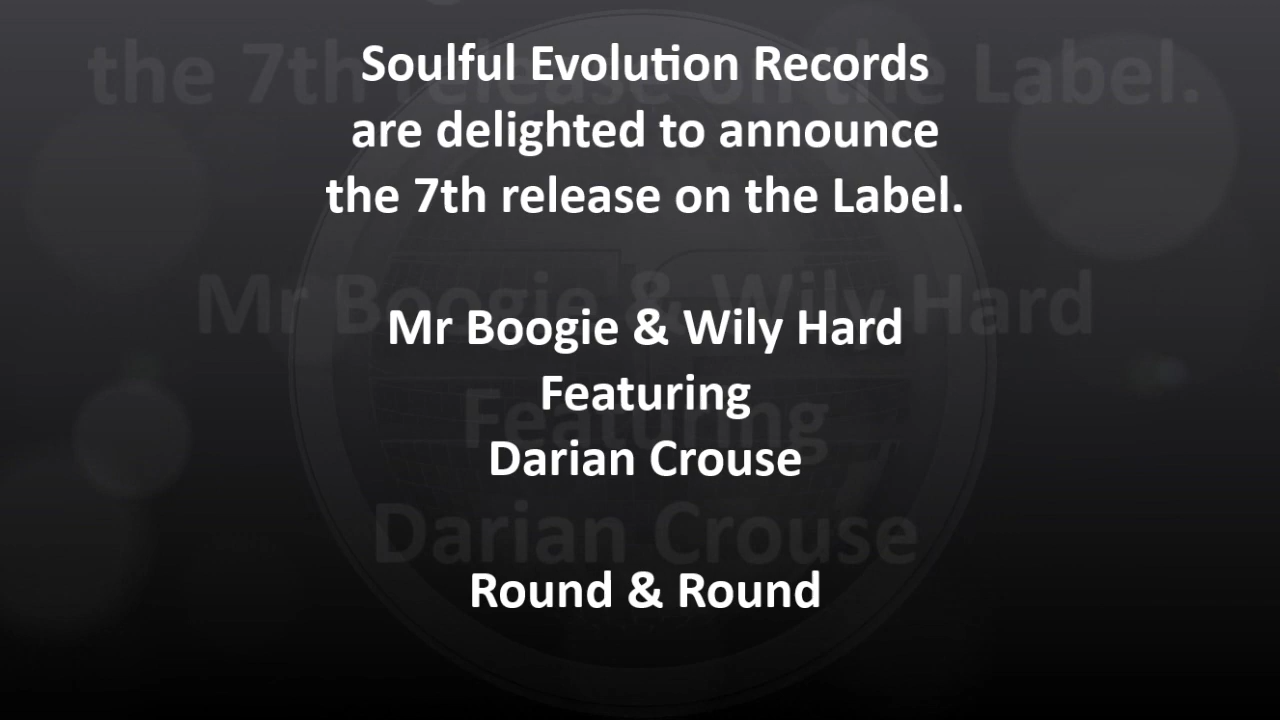 Soulful Evolution Records
are delighted to announce
the 7th release on the Label.
Mr Boogie & Wily Hard
Featuring
Darian Crouse
Round & Round